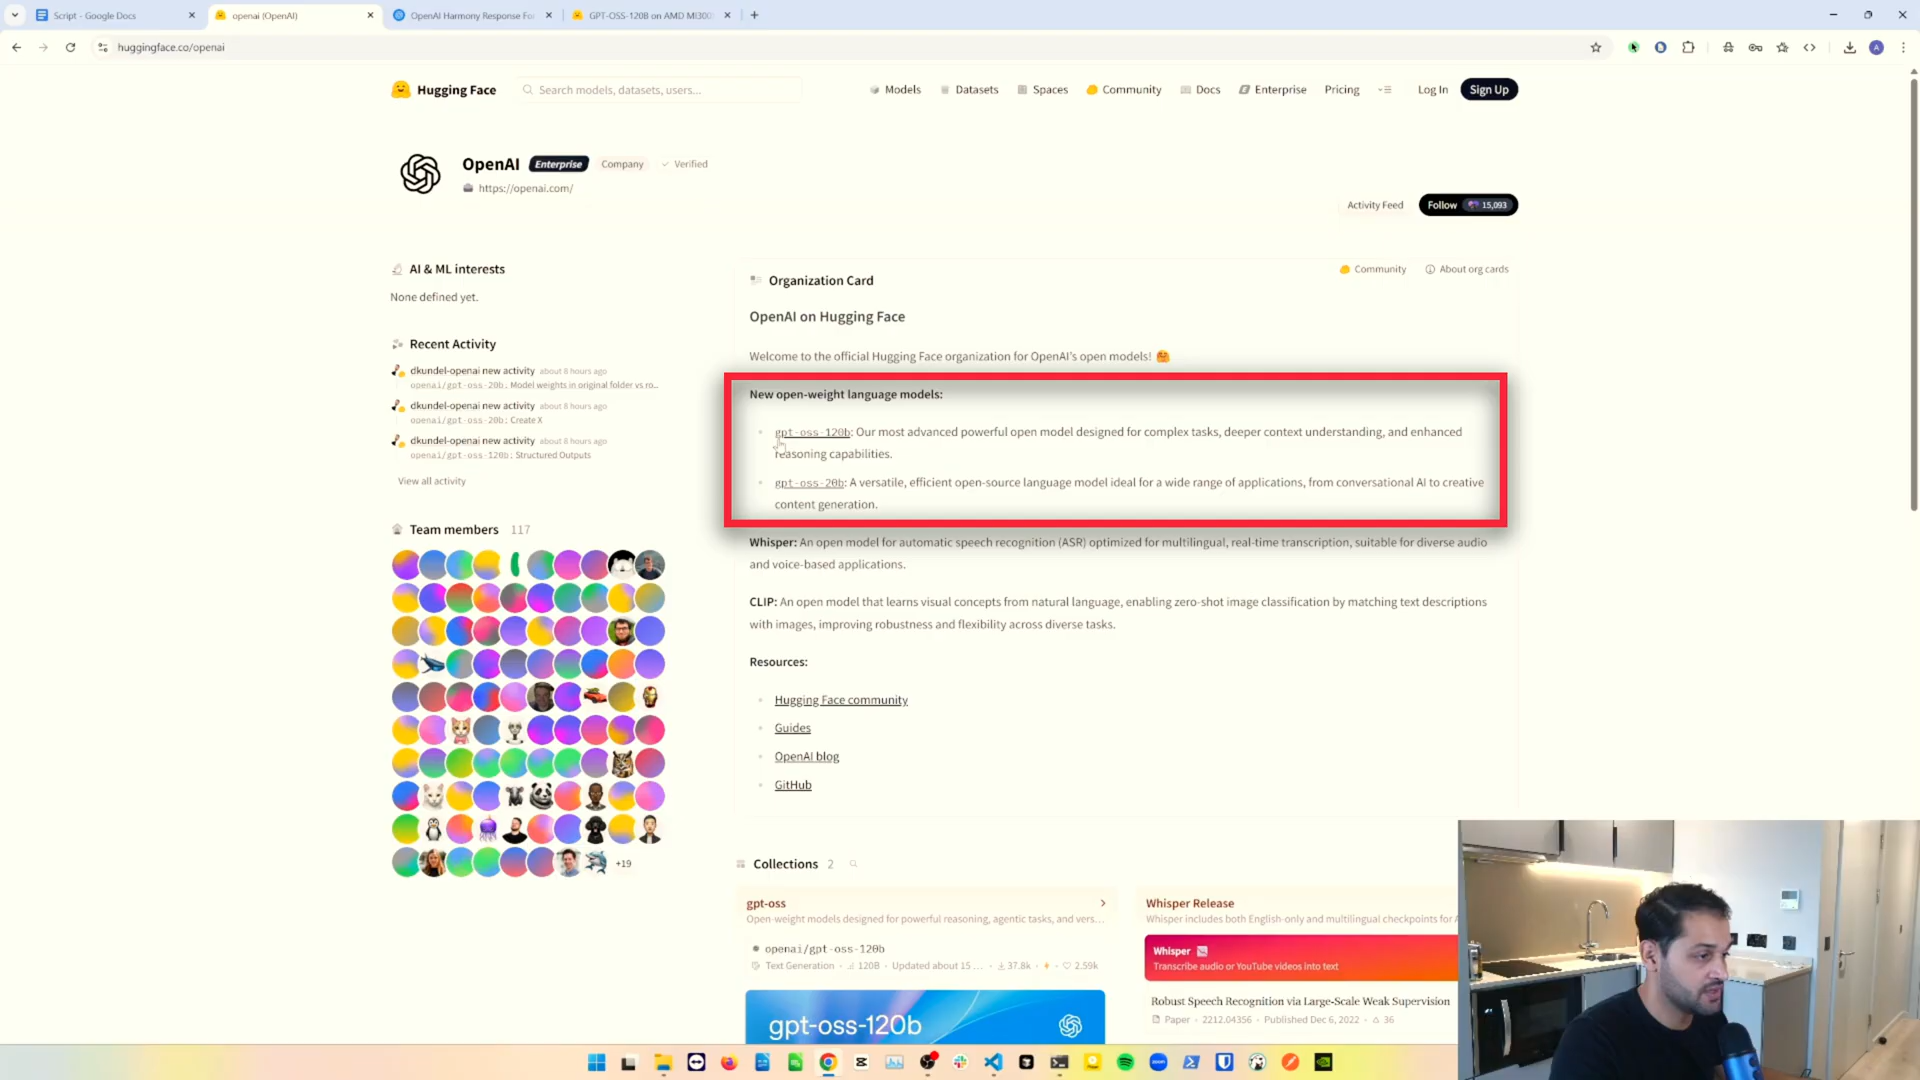 Script - Google Docs
openai (OpenAI)
OpenAI Harmony Response For
GPT-OSS-120B on AMD MI300
huggingface.co/openai
A
Hugging Face
Search models, datasets, users...
Models
Datasets
Spaces
Community
Docs
Enterprise
Pricing
Log In
Sign Up
OpenAI
Enterprise
Company
Verified
https://openai.com/
Activity Feed
Follow
15,093
AI & ML interests
None defined yet.
Recent Activity
dkundel-openai new activity about 8 hours ago
openai/gpt-oss-20b: Model weights in original folder vs ro...
dkundel-openai new activity about 8 hours ago
openai/gpt-oss-20b: Create X
dkundel-openai new activity about 8 hours ago
openai/gpt-oss-120b: Structured Outputs
View all activity
Team members 117
+19
Organization Card
Community
About org cards
OpenAI on Hugging Face
Welcome to the official Hugging Face organization for OpenAI's open models! 🤗
New open-weight language models:
gpt-oss-120b: Our most advanced powerful open model designed for complex tasks, deeper context understanding, and enhanced
reasoning capabilities.
gpt-oss-20b: A versatile, efficient open-source language model ideal for a wide range of applications, from conversational AI to creative
content generation.
Whisper: An open model for automatic speech recognition (ASR) optimized for multilingual, real-time transcription, suitable for diverse audio
and voice-based applications.
CLIP: An open model that learns visual concepts from natural language, enabling zero-shot image classification by matching text descriptions
with images, improving robustness and flexibility across diverse tasks.
Resources:
Hugging Face community
Guides
OpenAI blog
GitHub
Collections 2
gpt-oss
Open-weight models designed for powerful reasoning, agentic tasks, and vers...
openai/gpt-oss-120b
Text Generation · 120B · Updated about 15 ... · 37.8k · 2.59k
gpt-oss-120b
Whisper Release
Whisper includes both English-only and multilingual checkpoints for A
Whisper
Transcribe audio or YouTube videos into text
Robust Speech Recognition via Large-Scale Weak Supervision
Paper · 2212.04356 · Published Dec 6, 2022 · 36